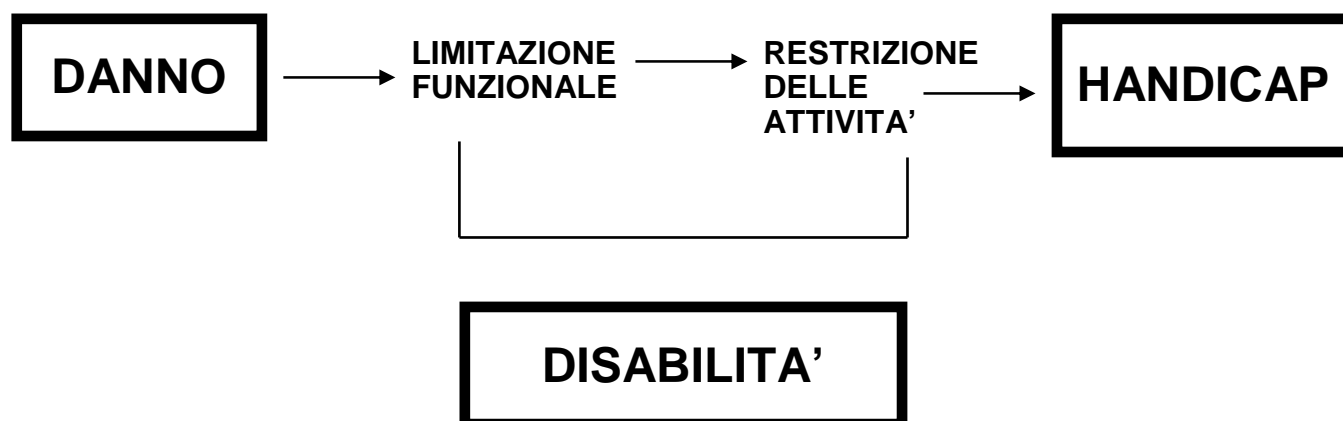 DANNO
LIMITAZIONE
FUNZIONALE
RESTRIZIONE
DELLE
ATTIVITA’
HANDICAP
DISABILITA’